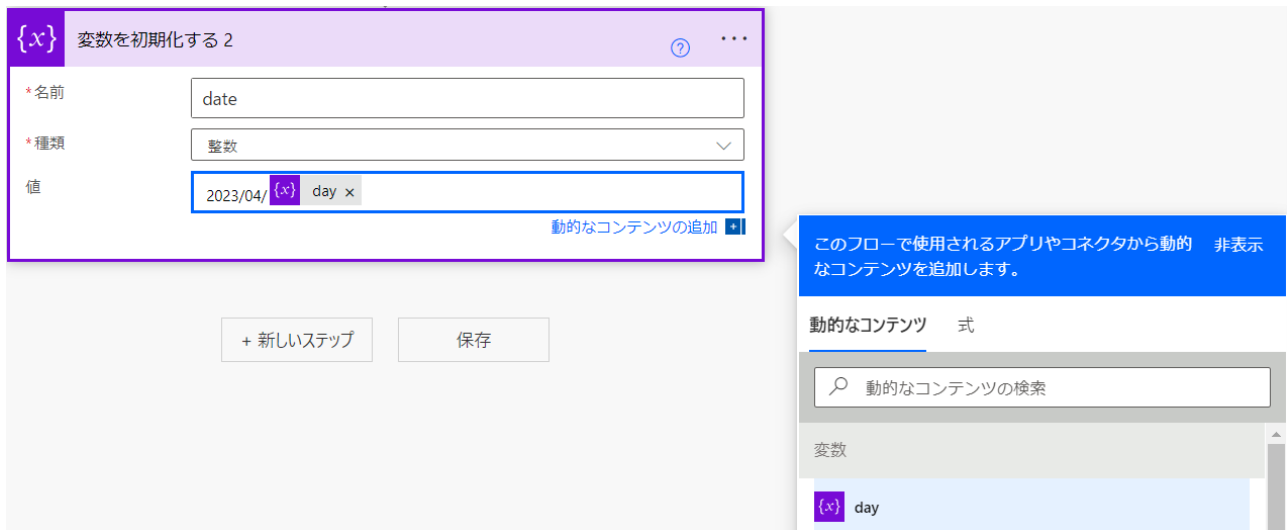 {x} 変数を初期化する 2
*名前
date
*種類
整数
値
2023/04/ {x} day ×
動的なコンテンツの追加
+ 新しいステップ
保存
このフローで使用されるアプリやコネクタから動的なコンテンツを追加します。
非表示
動的なコンテンツ 式
動的なコンテンツの検索
変数
{x} day